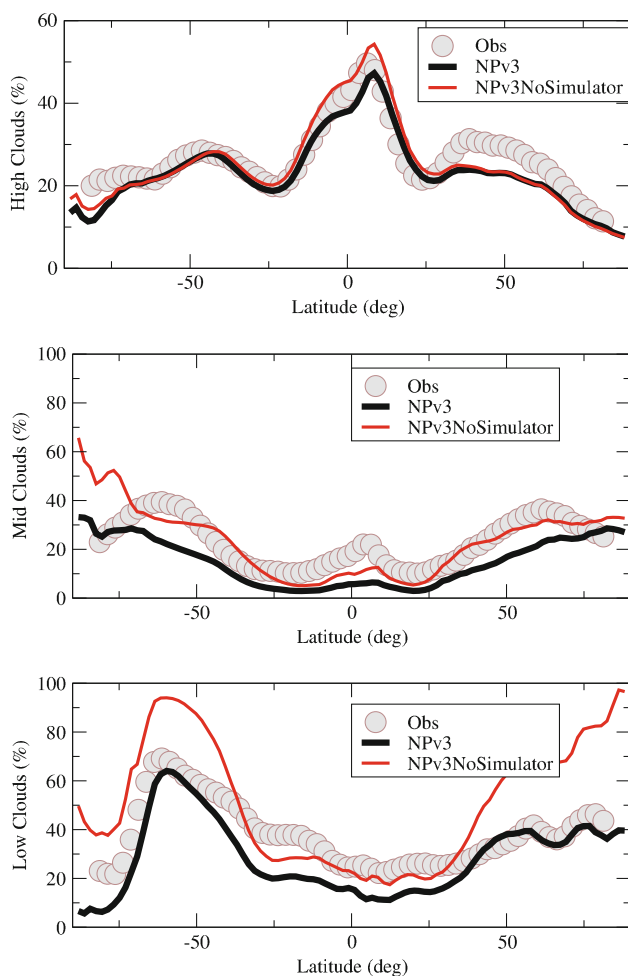 60
40
20
0
High Clouds (%)
-50
0
50
Latitude (deg)
Obs
NPv3
NPv3NoSimulator
100
80
60
40
20
0
Mid Clouds (%)
-50
0
50
Latitude (deg)
Obs
NPv3
NPv3NoSimulator
100
80
60
40
20
0
Low Clouds (%)
-50
0
50
Latitude (deg)
Obs
NPv3
NPv3NoSimulator